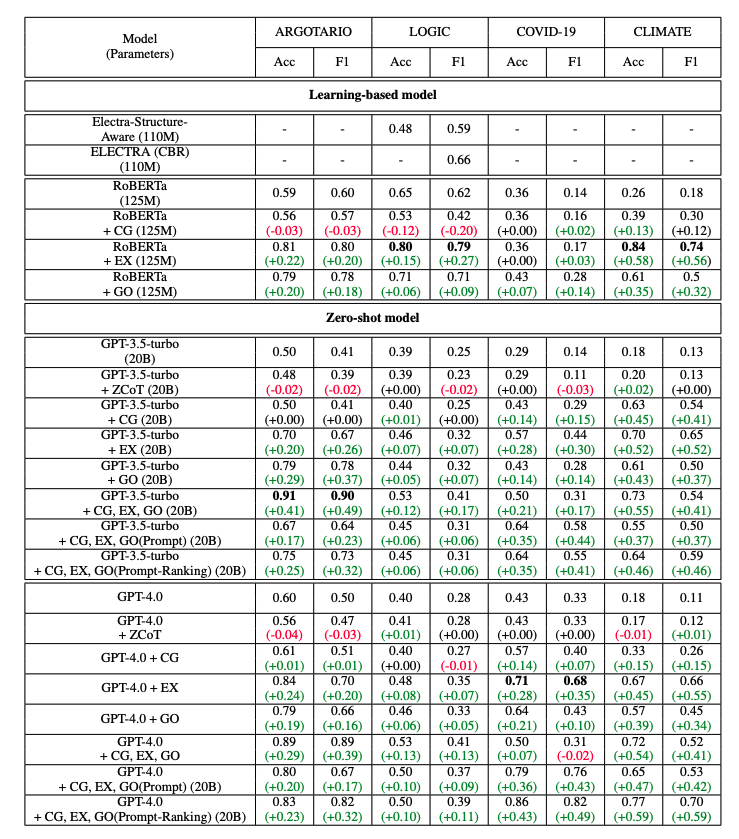 Model
(Parameters)
ARGOTARIO LOGIC COVID-19 CLIMATE
Acc F1 Acc F1 Acc F1 Acc F1
Learning-based model
Electra-Structure-
Aware (110M)
- - 0.48 0.59 - - - -
ELECTRA (CBR)
(110M)
- - - 0.66 - - - -
RoBERTa
(125M)
0.59 0.60 0.65 0.62 0.36 0.14 0.26 0.18
RoBERTa 0.56 0.57 0.53 0.42 0.36 0.16 0.39 0.30
+ CG (125M) (-0.03) (-0.03) (-0.12) (-0.20) (+0.00) (+0.02) (+0.13) (+0.12)
RoBERTa 0.81 0.80 0.80 0.79 0.36 0.17 0.84 0.74
+ EX (125M) (+0.22) (+0.20) (+0.15) (+0.27) (+0.00) (+0.03) (+0.58) (+0.56)
RoBERTa 0.79 0.78 0.71 0.71 0.43 0.28 0.61 0.5
+ GO (125M) (+0.20) (+0.18) (+0.06) (+0.09) (+0.07) (+0.14) (+0.35) (+0.32)
Zero-shot model
GPT-3.5-turbo
(20B)
0.50 0.41 0.39 0.25 0.29 0.14 0.18 0.13
GPT-3.5-turbo 0.48 0.39 0.39 0.23 0.29 0.11 0.20 0.13
+ ZCoT (20B) (-0.02) (-0.02) (+0.00) (-0.02) (+0.00) (-0.03) (+0.02) (+0.00)
GPT-3.5-turbo 0.50 0.41 0.40 0.25 0.43 0.29 0.63 0.54
+ CG (20B) (+0.00) (+0.00) (+0.01) (+0.00) (+0.14) (+0.15) (+0.45) (+0.41)
GPT-3.5-turbo 0.70 0.67 0.46 0.32 0.57 0.44 0.70 0.65
+ EX (20B) (+0.20) (+0.26) (+0.07) (+0.07) (+0.28) (+0.30) (+0.52) (+0.52)
GPT-3.5-turbo 0.79 0.78 0.44 0.32 0.43 0.28 0.61 0.50
+ GO (20B) (+0.29) (+0.37) (+0.05) (+0.07) (+0.14) (+0.14) (+0.43) (+0.37)
GPT-3.5-turbo 0.91 0.90 0.53 0.41 0.50 0.31 0.73 0.54
+ CG, EX, GO (20B) (+0.41) (+0.49) (+0.12) (+0.17) (+0.21) (+0.17) (+0.55) (+0.41)
GPT-3.5-turbo 0.67 0.64 0.45 0.31 0.64 0.58 0.55 0.50
+ CG, EX, GO(Prompt) (20B) (+0.17) (+0.23) (+0.06) (+0.06) (+0.35) (+0.44) (+0.37) (+0.37)
GPT-3.5-turbo 0.75 0.73 0.45 0.31 0.64 0.55 0.64 0.59
+ CG, EX, GO(Prompt-Ranking) (20B) (+0.25) (+0.32) (+0.06) (+0.06) (+0.35) (+0.41) (+0.46) (+0.46)
GPT-4.0 0.60 0.50 0.40 0.28 0.43 0.33 0.18 0.11
GPT-4.0 0.56 0.47 0.41 0.28 0.43 0.33 0.17 0.12
+ ZCoT (-0.04) (-0.03) (+0.01) (+0.00) (+0.00) (+0.00) (-0.01) (+0.01)
GPT-4.0 + CG
0.61 0.51 0.40 0.27 0.57 0.40 0.33 0.26
(+0.01) (+0.01) (+0.00) (-0.01) (+0.14) (+0.07) (+0.15) (+0.15)
GPT-4.0 + EX
0.84 0.70 0.48 0.35 0.71 0.68 0.67 0.66
(+0.24) (+0.20) (+0.08) (+0.07) (+0.28) (+0.35) (+0.45) (+0.55)
GPT-4.0 + GO
0.79 0.66 0.46 0.33 0.64 0.43 0.57 0.45
(+0.19) (+0.16) (+0.06) (+0.05) (+0.21) (+0.10) (+0.39) (+0.34)
GPT-4.0 0.89 0.89 0.53 0.41 0.50 0.31 0.72 0.52
+ CG, EX, GO (+0.29) (+0.39) (+0.13) (+0.13) (+0.07) (-0.02) (+0.54) (+0.41)
GPT-4.0 0.80 0.67 0.50 0.37 0.79 0.76 0.65 0.53
+ CG, EX, GO(Prompt) (20B) (+0.20) (+0.17) (+0.10) (+0.09) (+0.36) (+0.43) (+0.47) (+0.42)
GPT-4.0 0.83 0.82 0.50 0.39 0.86 0.82 0.77 0.70
+ CG, EX, GO(Prompt-Ranking) (20B) (+0.23) (+0.32) (+0.10) (+0.11) (+0.43) (+0.49) (+0.59) (+0.59)